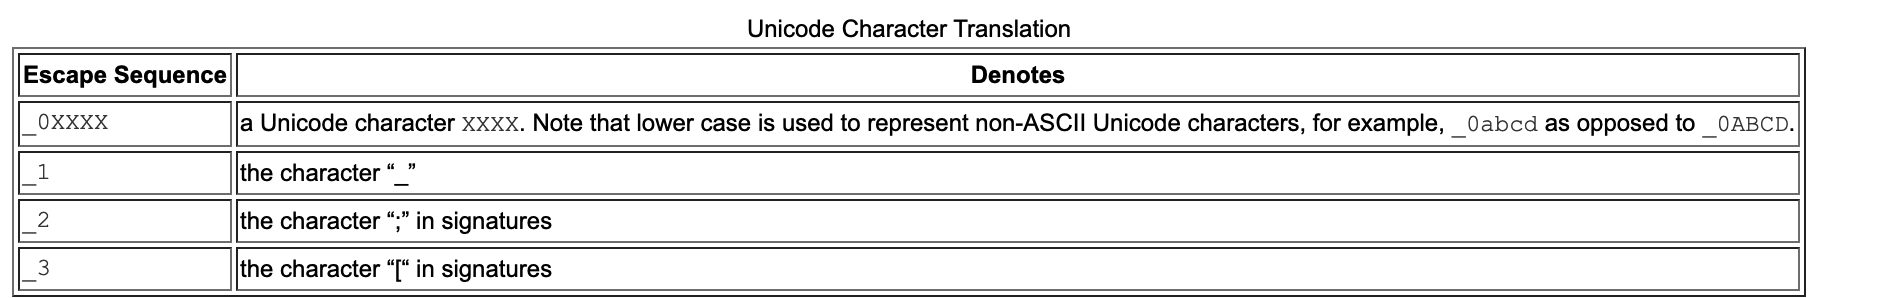 Unicode Character Translation
Escape Sequence Denotes
_0XXXX a Unicode character XXXX. Note that lower case is used to represent non-ASCII Unicode characters, for example, _0abcd as opposed to _0ABCD.
_1 the character “_”
_2 the character “;” in signatures
_3 the character “[“ in signatures